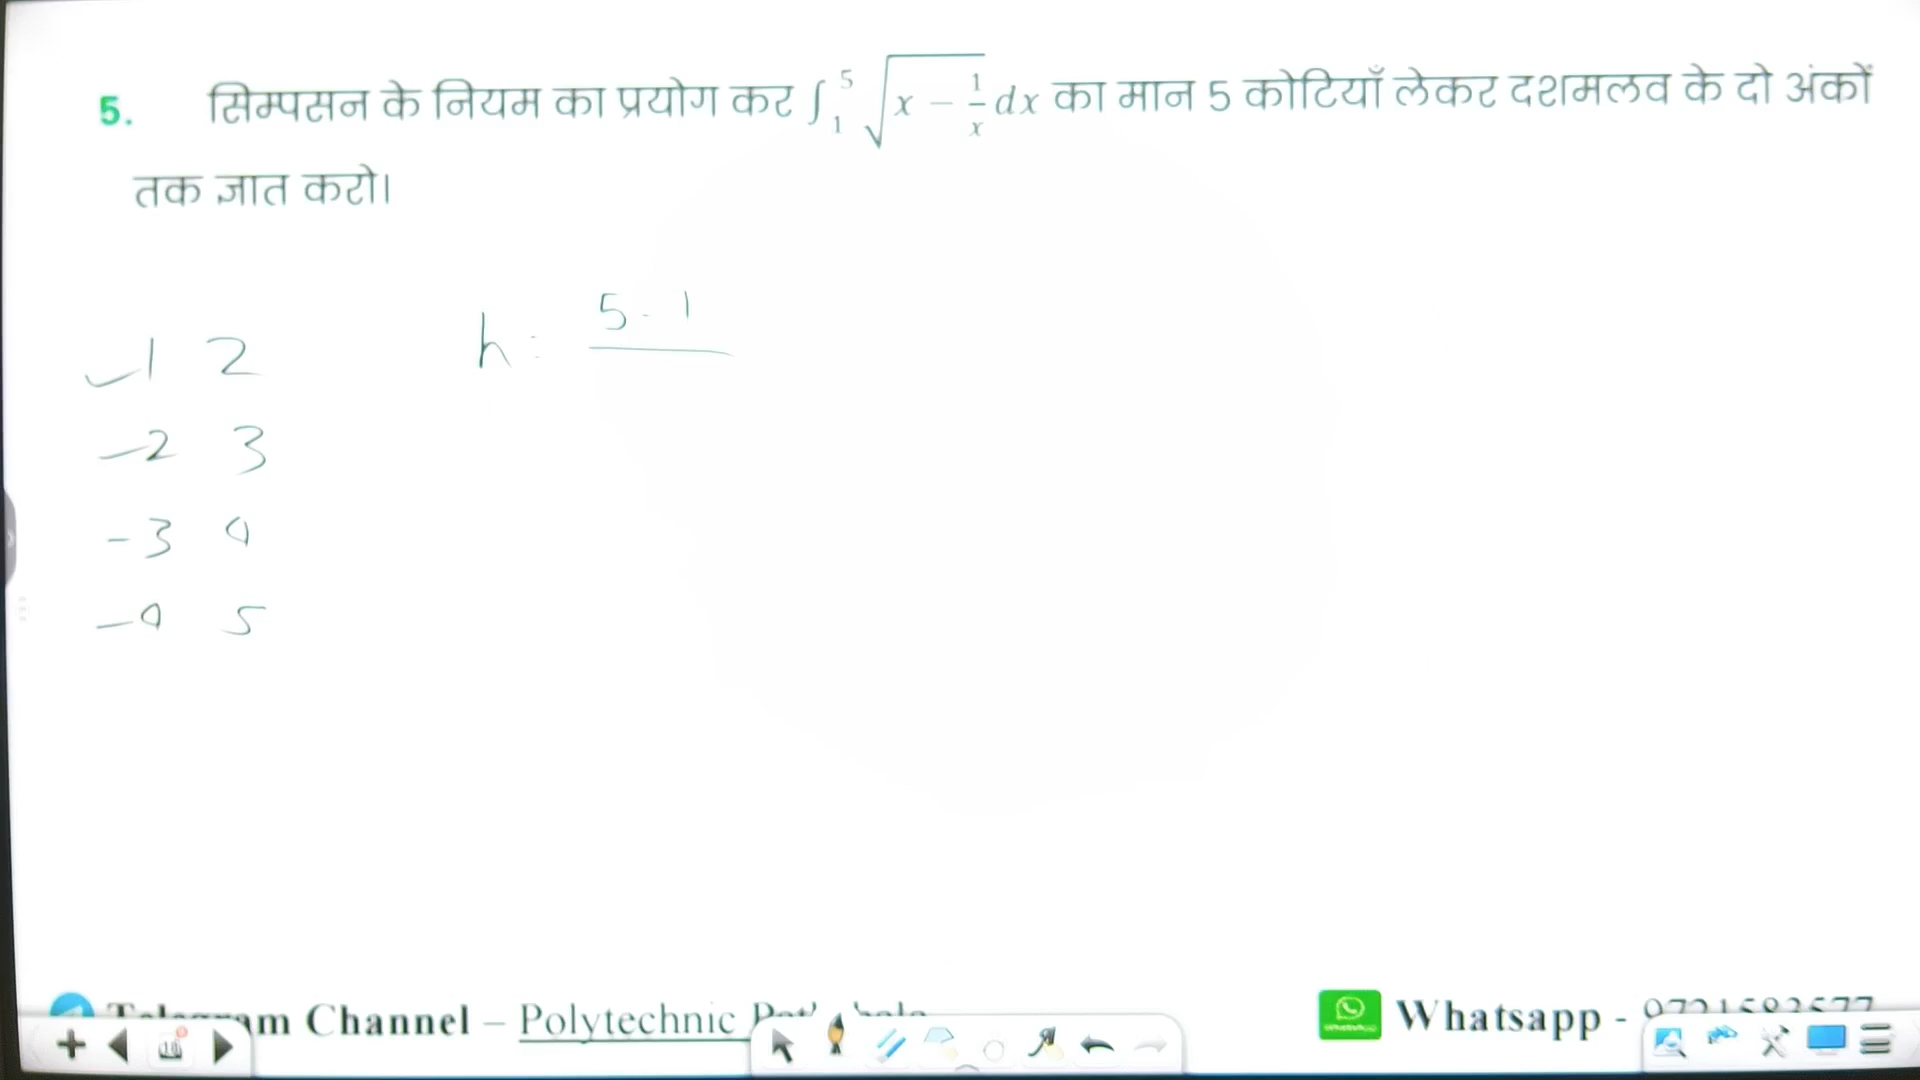 5. सिम्पसन के नियम का प्रयोग कर ∫₁⁵ √(x − 1/x) dx का मान 5 कोटियाँ लेकर दशमलव के दो अंकों
तक ज्ञात करो।
h = 5 - 1
1 2
2 3
3 4
4 5
Channel – Polytechnic
Whatsapp -